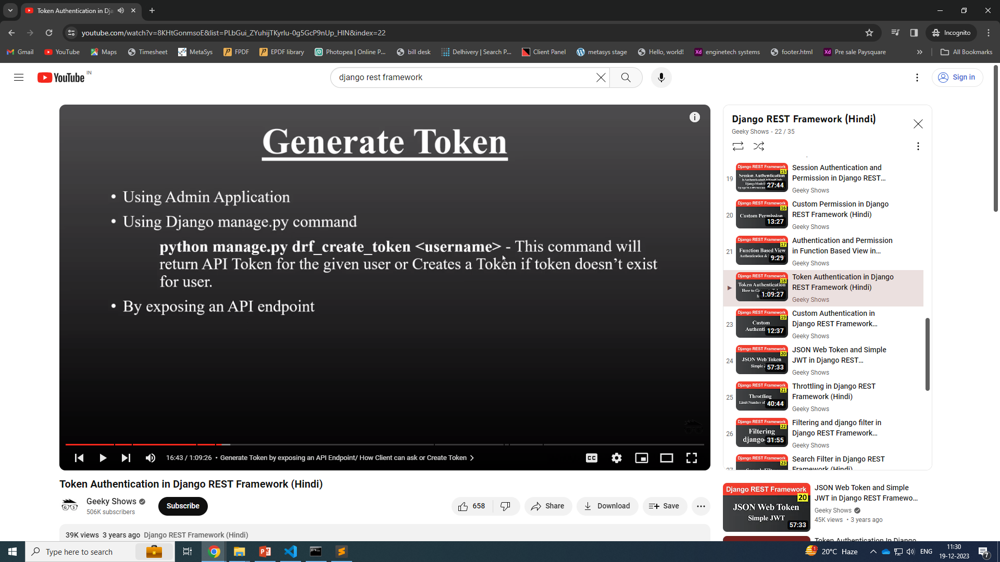 Token Authentication in Dja
youtube.com/watch?v=8KHtGonmsoE&list=PLbGui_ZYuhijTKyrlu-0g5GcP9nUp_HIN&index=22
Incognito
Gmail
YouTube
Maps
Timesheet
MetaSys
FPDF
EPDF library
Photopea | Online P...
bill desk
Delhivery | Search P...
Client Panel
metasys stage
Hello, world!
enginetech systems
footer.html
Pre sale Paysquare
All Bookmarks
YouTube IN
django rest framework
Sign in
Generate Token
• Using Admin Application
• Using Django manage.py command
python manage.py drf_create_token <username> - This command will
return API Token for the given user or Creates a Token if token doesn’t exist
for user.
• By exposing an API endpoint
16:43 / 1:09:26 • Generate Token by exposing an API Endpoint/ How Client can ask or Create Token
CC
Token Authentication in Django REST Framework (Hindi)
Geeky Shows
506K subscribers
Subscribe
658
Share
Download
Save
39K views 3 years ago Django REST Framework (Hindi)
Django REST Framework (Hindi)
Geeky Shows - 22 / 35
19
Django REST Framework
15
Session Authentication
27:44
Session Authentication and
Permission in Django REST...
Geeky Shows
20
Django REST Framework
16
Custom Permission
13:27
Custom Permission in Django
REST Framework (Hindi)
Geeky Shows
21
Django REST Framework
17
Function Based View
9:29
Authentication and Permission
in Function Based View in...
Geeky Shows
Django REST Framework
18
Token Authentication
1:09:27
Token Authentication in Django
REST Framework (Hindi)
Geeky Shows
23
Django REST Framework
19
Custom
12:37
Custom Authentication in
Django REST Framework...
Geeky Shows
24
Django REST Framework
20
JSON Web Token
57:33
JSON Web Token and Simple
JWT in Django REST...
Geeky Shows
25
Django REST Framework
21
Throttling
40:44
Throttling in Django REST
Framework (Hindi)
Geeky Shows
26
Django REST Framework
22
Filtering
31:55
Filtering and django filter in
Django REST Framework...
Geeky Shows
Django REST Framework
23
Search Filter in Django REST
Framework (Hindi)
Django REST Framework
20
JSON Web Token
Simple JWT
57:33
JSON Web Token and Simple
JWT in Django REST Framewo...
Geeky Shows
45K views • 3 years ago
Token Authentication In Django
Type here to search
20°C Haze
ENG
11:30
19-12-2023
7